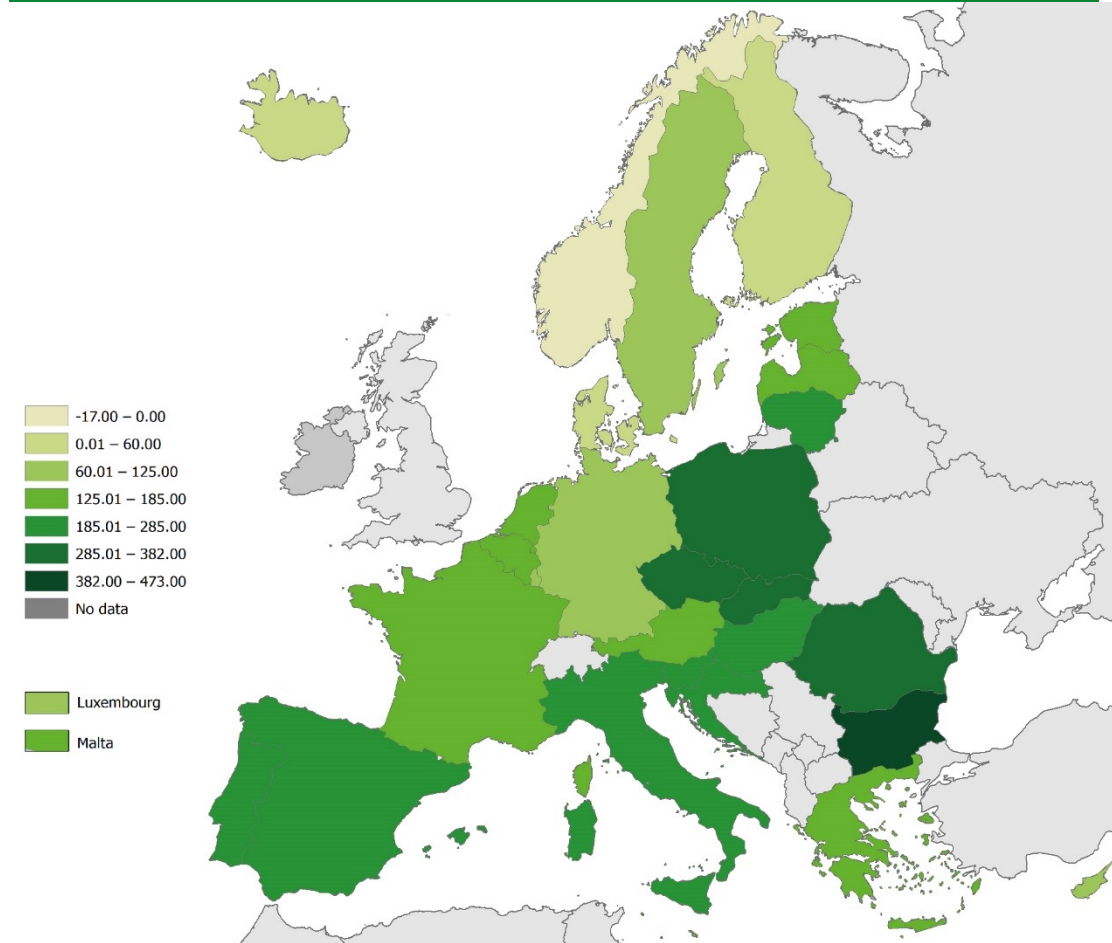 -17.00 – 0.00
0.01 – 60.00
60.01 – 125.00
125.01 – 185.00
185.01 – 285.00
285.01 – 382.00
382.00 – 473.00
No data
Luxembourg
Malta